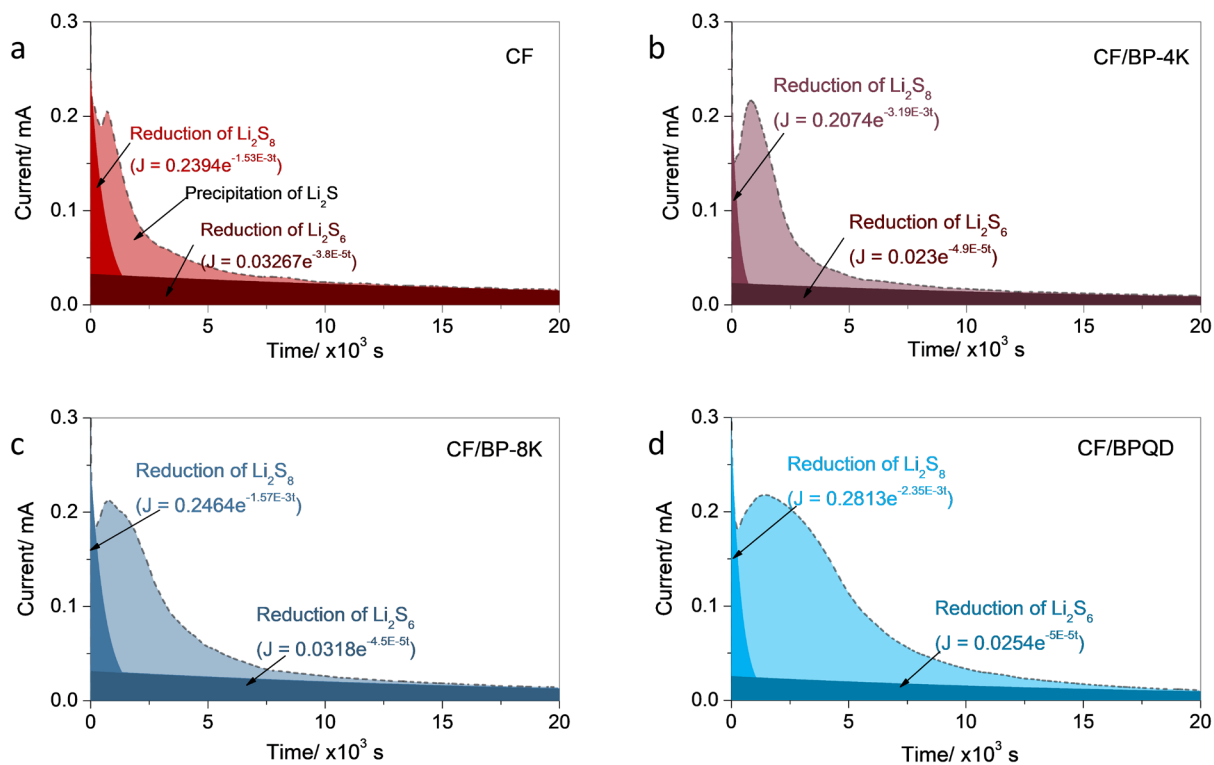 a
CF
0.3
0.2
0.1
0.0
Current/ mA
Reduction of Li₂S₈
(J = 0.2394e⁻¹·⁵³ᴱ⁻³ᵗ)
Precipitation of Li₂S
Reduction of Li₂S₆
(J = 0.03267e⁻³·⁸ᴱ⁻⁵ᵗ)
0 5 10 15 20
Time/ x10³ s
b
CF/BP-4K
0.3
0.2
0.1
0.0
Current/ mA
Reduction of Li₂S₈
(J = 0.2074e⁻³·¹⁹ᴱ⁻³ᵗ)
Reduction of Li₂S₆
(J = 0.023e⁻⁴·⁹ᴱ⁻⁵ᵗ)
0 5 10 15 20
Time/ x10³ s
c
CF/BP-8K
0.3
0.2
0.1
0.0
Current/ mA
Reduction of Li₂S₈
(J = 0.2464e⁻¹·⁵⁷ᴱ⁻³ᵗ)
Reduction of Li₂S₆
(J = 0.0318e⁻⁴·⁵ᴱ⁻⁵ᵗ)
0 5 10 15 20
Time/ x10³ s
d
CF/BPQD
0.3
0.2
0.1
0.0
Current/ mA
Reduction of Li₂S₈
(J = 0.2813e⁻²·³⁵ᴱ⁻³ᵗ)
Reduction of Li₂S₆
(J = 0.0254e⁻⁵ᴱ⁻⁵ᵗ)
0 5 10 15 20
Time/ x10³ s